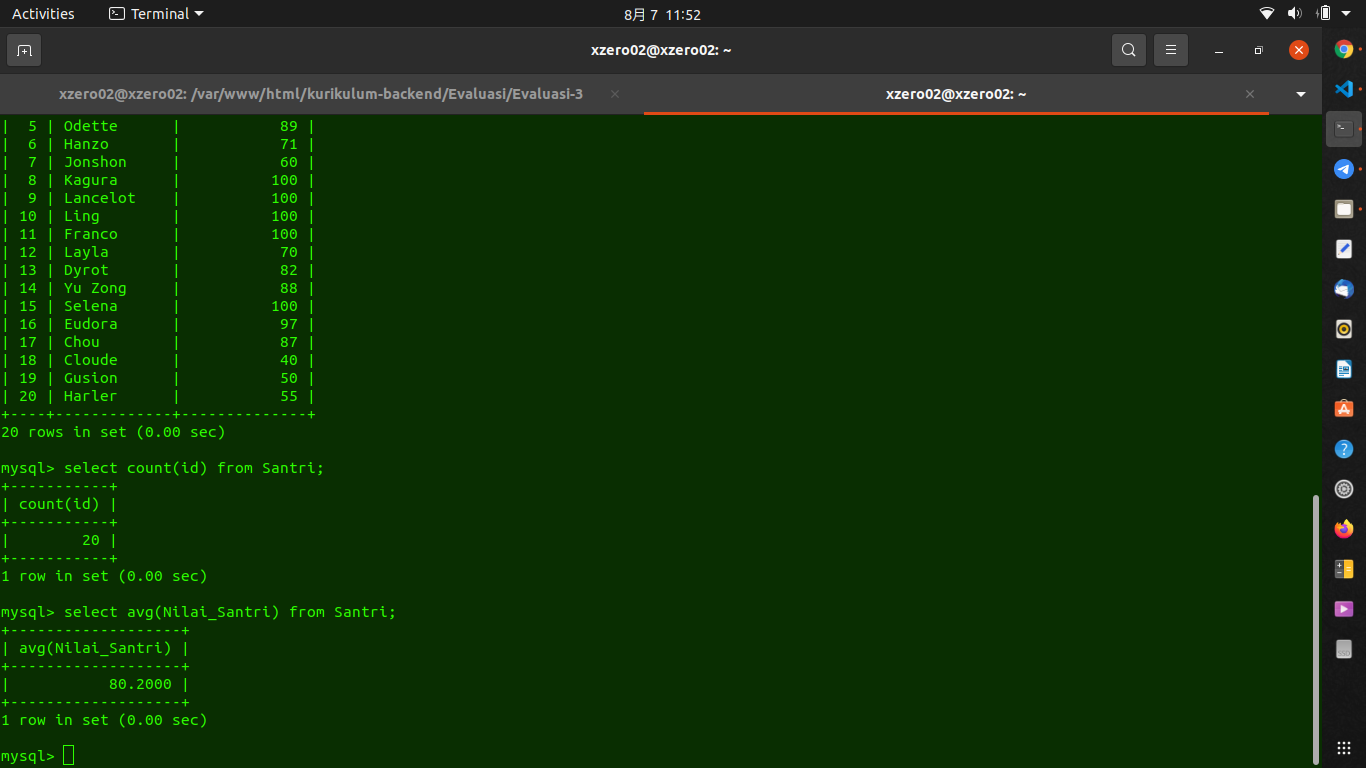 Activities Terminal 8月 7 11:52
xzero02@xzero02: ~
xzero02@xzero02: /var/www/html/kurikulum-backend/Evaluasi/Evaluasi-3 xzero02@xzero02: ~
|  5 | Odette      |           89 |
|  6 | Hanzo       |           71 |
|  7 | Jonshon     |           60 |
|  8 | Kagura      |          100 |
|  9 | Lancelot    |          100 |
| 10 | Ling        |          100 |
| 11 | Franco      |          100 |
| 12 | Layla       |           70 |
| 13 | Dyrot       |           82 |
| 14 | Yu Zong     |           88 |
| 15 | Selena      |          100 |
| 16 | Eudora      |           97 |
| 17 | Chou        |           87 |
| 18 | Cloude      |           40 |
| 19 | Gusion      |           50 |
| 20 | Harler      |           55 |
+----+-------------+--------------+
20 rows in set (0.00 sec)
mysql> select count(id) from Santri;
+-----------+
| count(id) |
+-----------+
|        20 |
+-----------+
1 row in set (0.00 sec)
mysql> select avg(Nilai_Santri) from Santri;
+-------------------+
| avg(Nilai_Santri) |
+-------------------+
|           80.2000 |
+-------------------+
1 row in set (0.00 sec)
mysql>